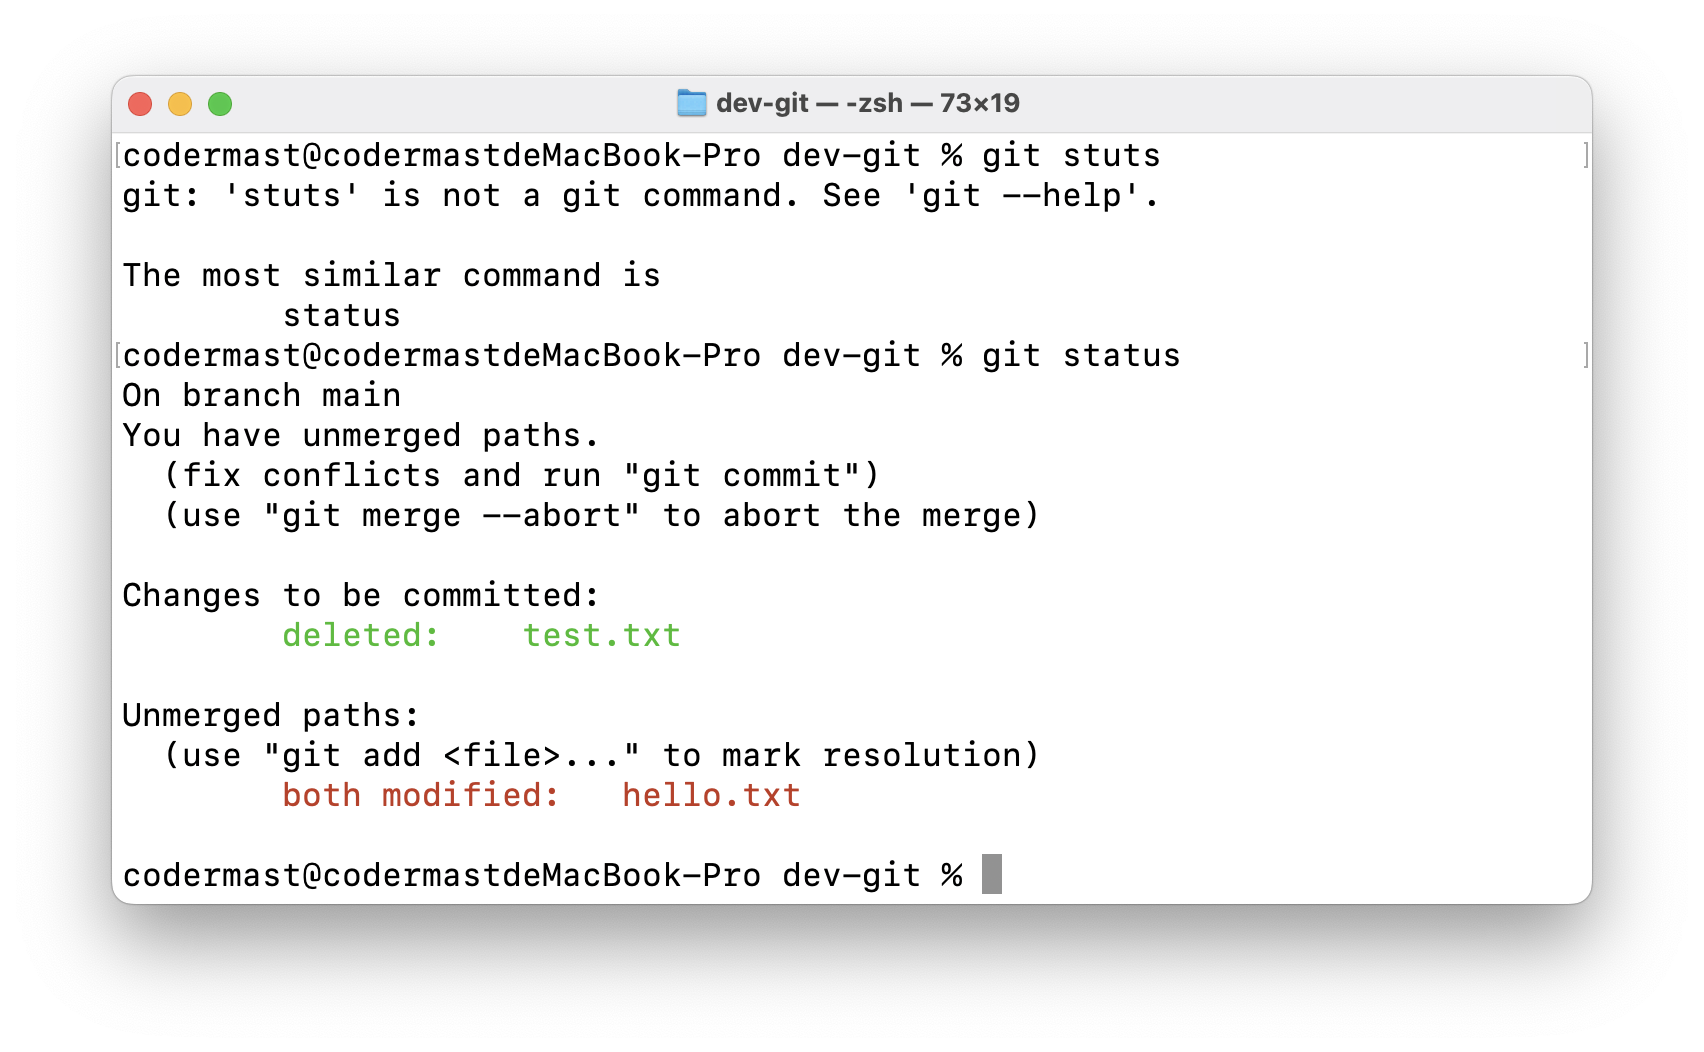 dev-git — -zsh — 73×19
[codermast@codermastdeMacBook-Pro dev-git % git stuts ]
git: 'stuts' is not a git command. See 'git --help'.
The most similar command is
status
[codermast@codermastdeMacBook-Pro dev-git % git status ]
On branch main
You have unmerged paths.
(fix conflicts and run "git commit")
(use "git merge --abort" to abort the merge)
Changes to be committed:
deleted: test.txt
Unmerged paths:
(use "git add <file>..." to mark resolution)
both modified: hello.txt
codermast@codermastdeMacBook-Pro dev-git %